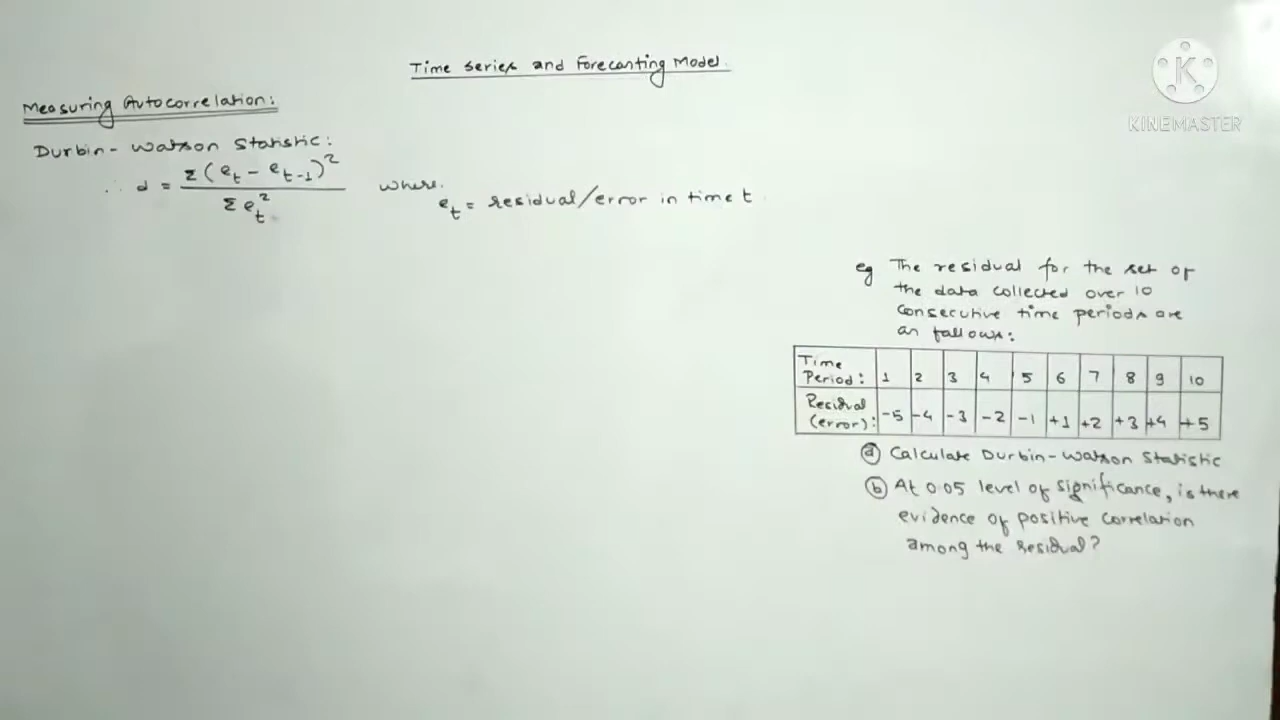 Time Series and Forecasting Model.
K
KINEMASTER
Measuring Autocorrelation:
Durbin - Watson Statistic:
∴ d = Σ(e_t - e_{t-1})² / Σ e_t² where,
e_t = residual/error in time t
eg The residual for the set of
the data collected over 10
consecutive time periods are
as follows:
Time Period: 1 2 3 4 5 6 7 8 9 10
Residual (error): -5 -4 -3 -2 -1 +1 +2 +3 +4 +5
(a) Calculate Durbin-Watson Statistic
(b) At 0.05 level of significance, is there
evidence of positive correlation
among the residual?